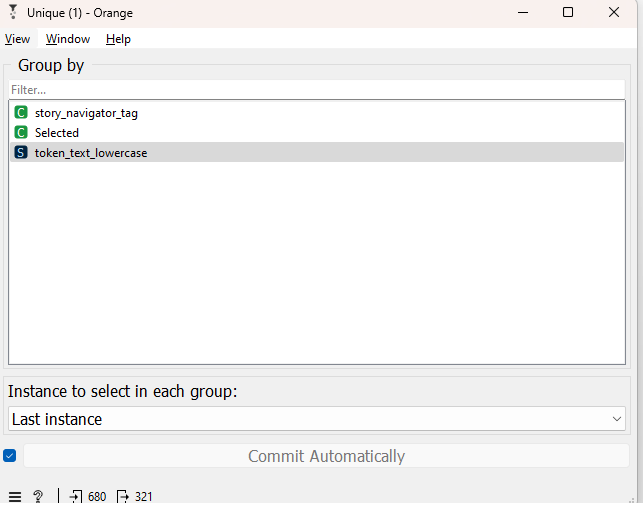 Unique (1) - Orange
View Window Help
Group by
Filter...
C story_navigator_tag
C Selected
S token_text_lowercase
Instance to select in each group:
Last instance
Commit Automatically
? 680 321